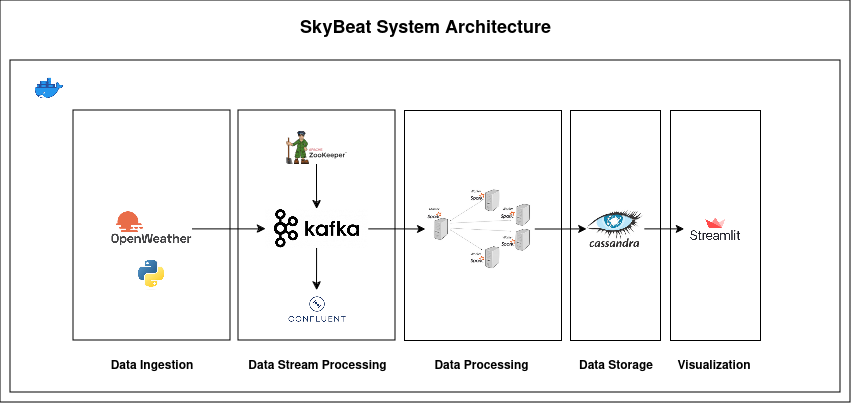 SkyBeat System Architecture
APACHE
ZooKeeper
OpenWeather
kafka
CONFLUENT
Spark
Spark
Spark
Spark
Spark
cassandra
Streamlit
Data Ingestion
Data Stream Processing
Data Processing
Data Storage
Visualization